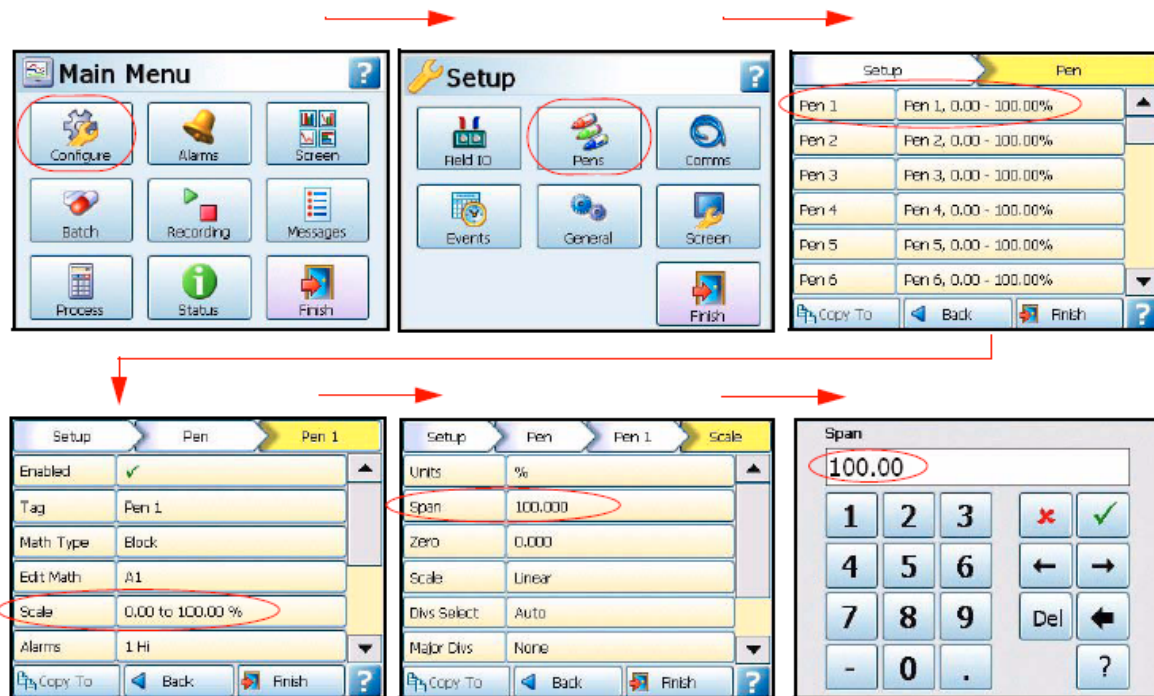 Main Menu
?
Configure
Alarms
Screen
Batch
Recording
Messages
Process
Status
Finish
Setup
?
Field IO
Pens
Comms
Events
General
Screen
Finish
Setup Pen
Pen 1 Pen 1, 0.00 - 100.00%
Pen 2 Pen 2, 0.00 - 100.00%
Pen 3 Pen 3, 0.00 - 100.00%
Pen 4 Pen 4, 0.00 - 100.00%
Pen 5 Pen 5, 0.00 - 100.00%
Pen 6 Pen 6, 0.00 - 100.00%
Copy To Back Finish ?
Setup Pen Pen 1
Enabled ✓
Tag Pen 1
Math Type Block
Edit Math A1
Scale 0.00 to 100.00 %
Alarms 1 Hi
Copy To Back Finish ?
Setup Pen Pen 1 Scale
Units %
Span 100.000
Zero 0.000
Scale Linear
Divs Select Auto
Major Divs None
Copy To Back Finish ?
Span
100.00
1 2 3
4 5 6 ← →
7 8 9 Del
- 0 . ?